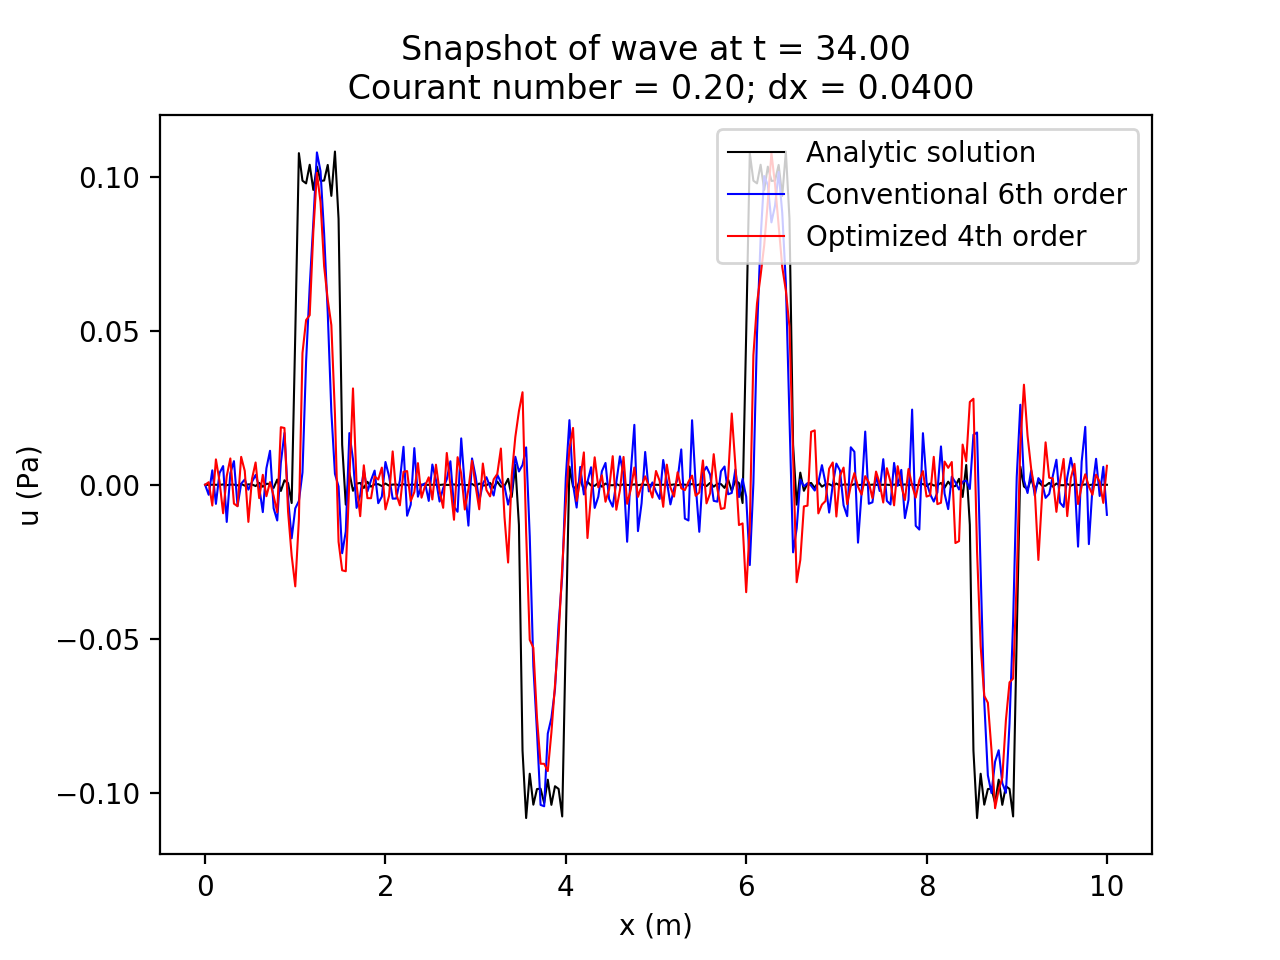 Snapshot of wave at t = 34.00
Courant number = 0.20; dx = 0.0400
Analytic solution
Conventional 6th order
Optimized 4th order
u (Pa)
0.10
0.05
0.00
−0.05
−0.10
0 2 4 6 8 10
x (m)